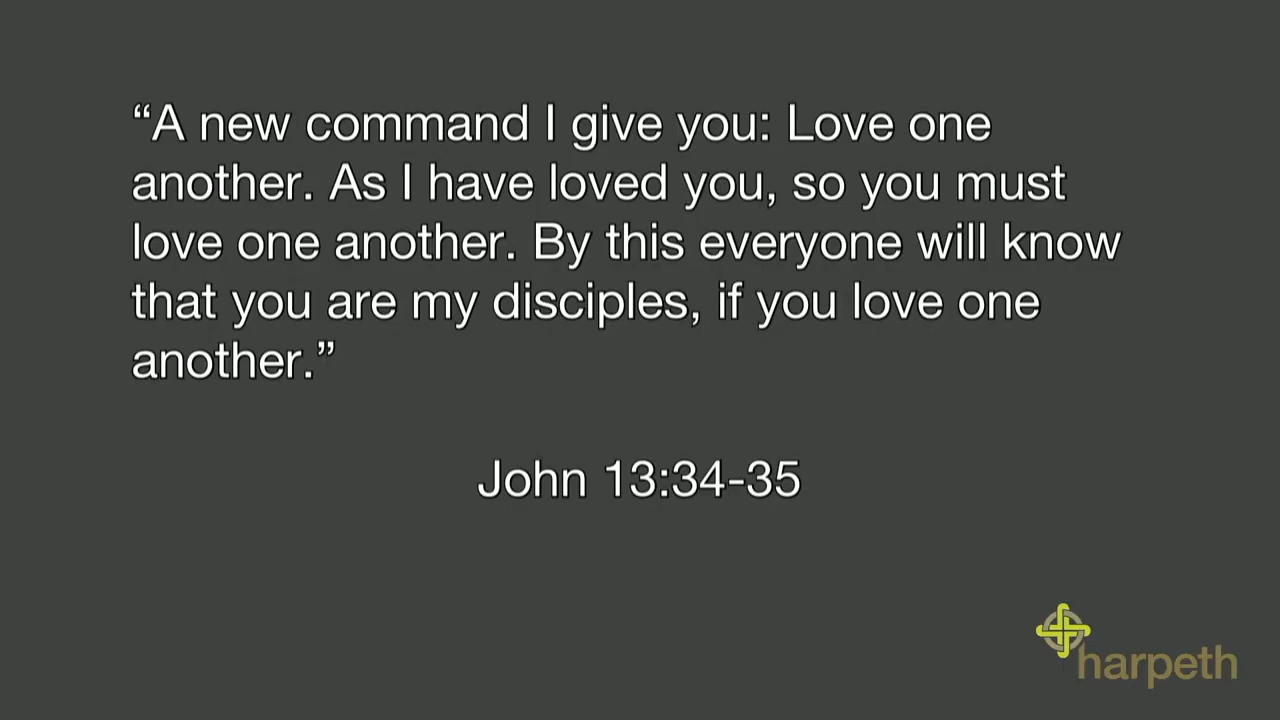 “A new command I give you: Love one
another. As I have loved you, so you must
love one another. By this everyone will know
that you are my disciples, if you love one
another.”
John 13:34-35
harpeth